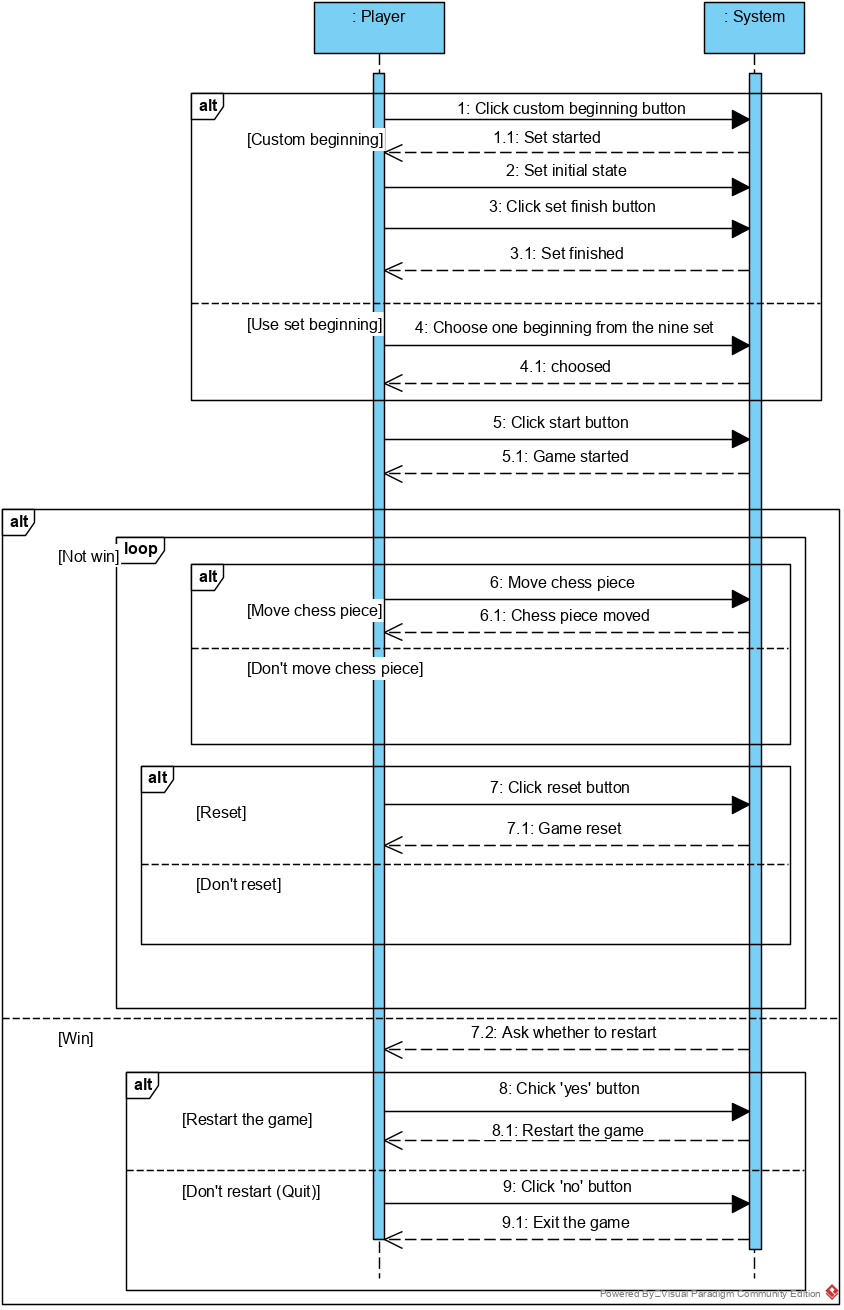 : Player
: System
alt
1: Click custom beginning button
[Custom beginning]
1.1: Set started
2: Set initial state
3: Click set finish button
3.1: Set finished
[Use set beginning]
4: Choose one beginning from the nine set
4.1: choosed
5: Click start button
5.1: Game started
alt
[Not win]
loop
alt
6: Move chess piece
[Move chess piece]
6.1: Chess piece moved
[Don't move chess piece]
alt
7: Click reset button
[Reset]
7.1: Game reset
[Don't reset]
[Win]
7.2: Ask whether to restart
alt
8: Chick 'yes' button
[Restart the game]
8.1: Restart the game
[Don't restart (Quit)]
9: Click 'no' button
9.1: Exit the game
Powered By Visual Paradigm Community Edition